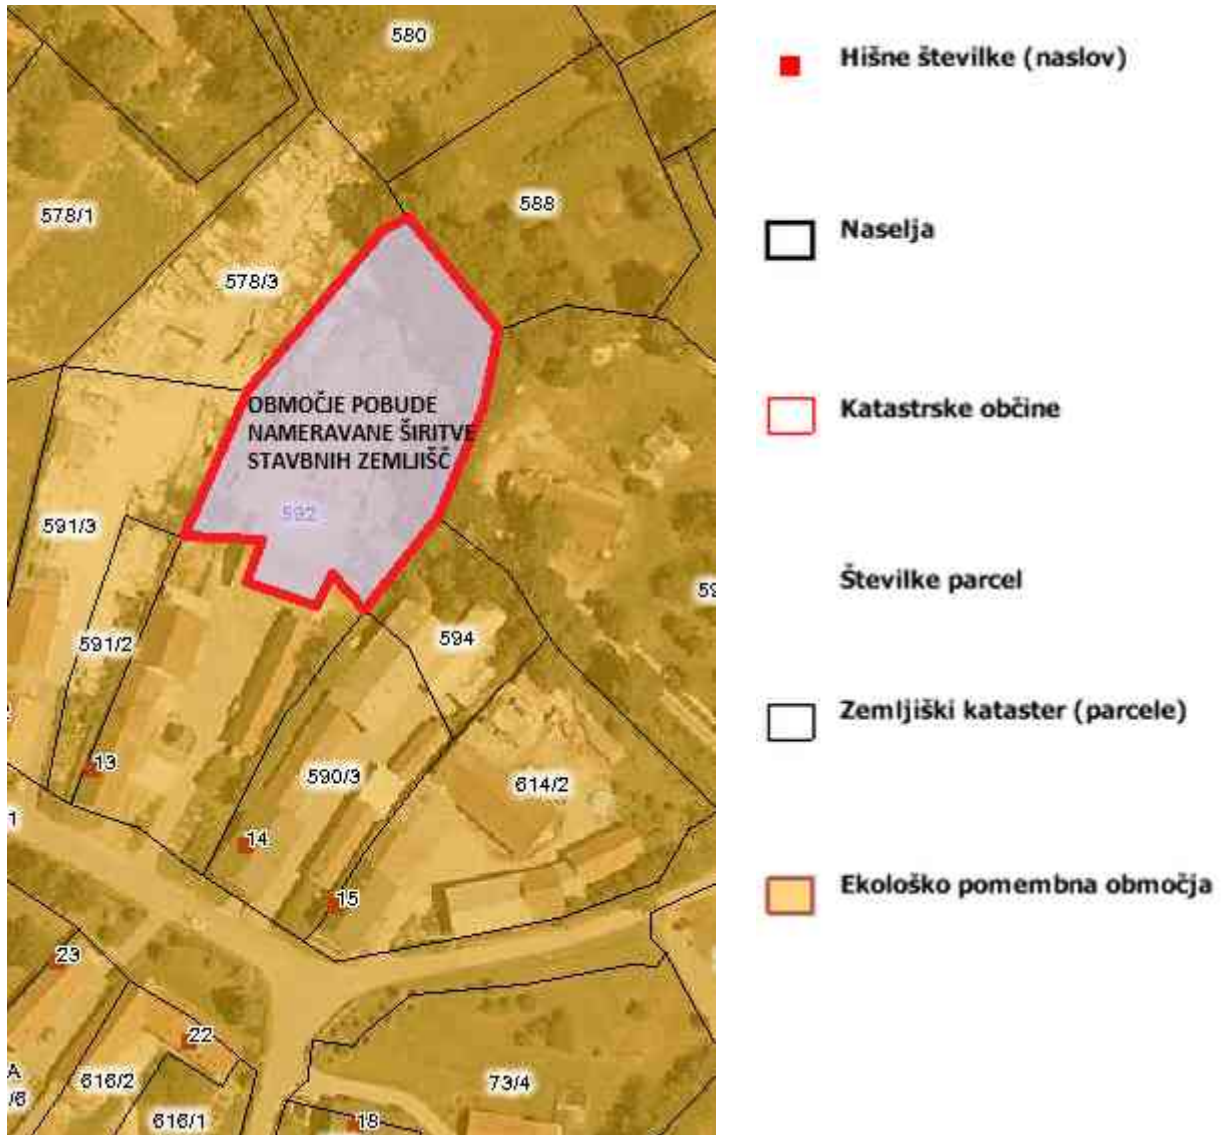 580
578/1
588
578/3
OBMOČJE POBUDE
NAMERAVANE ŠIRITVE
STAVBNIH ZEMLJIŠČ
592
591/3
591/2
594
13
590/3
614/2
1
14
15
23
22
A
/6
616/2
616/1
73/4
18
Hišne številke (naslov)
Naselja
Katastrske občine
Številke parcel
Zemljiški kataster (parcele)
Ekološko pomembna območja